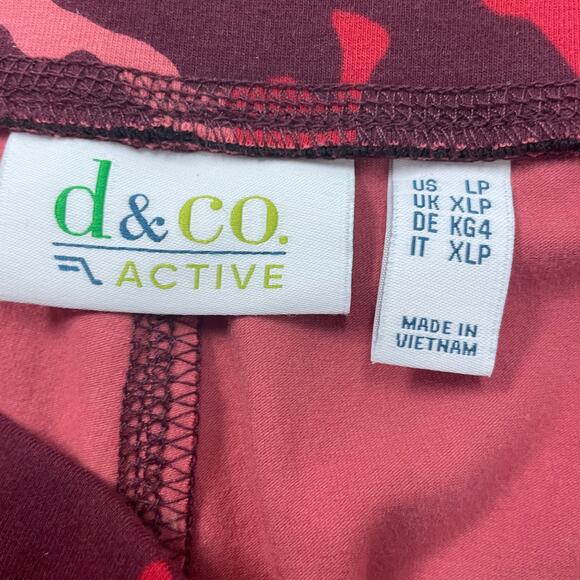 d&co.
ACTIVE
US LP
UK XLP
DE KG4
IT XLP
MADE IN
VIETNAM